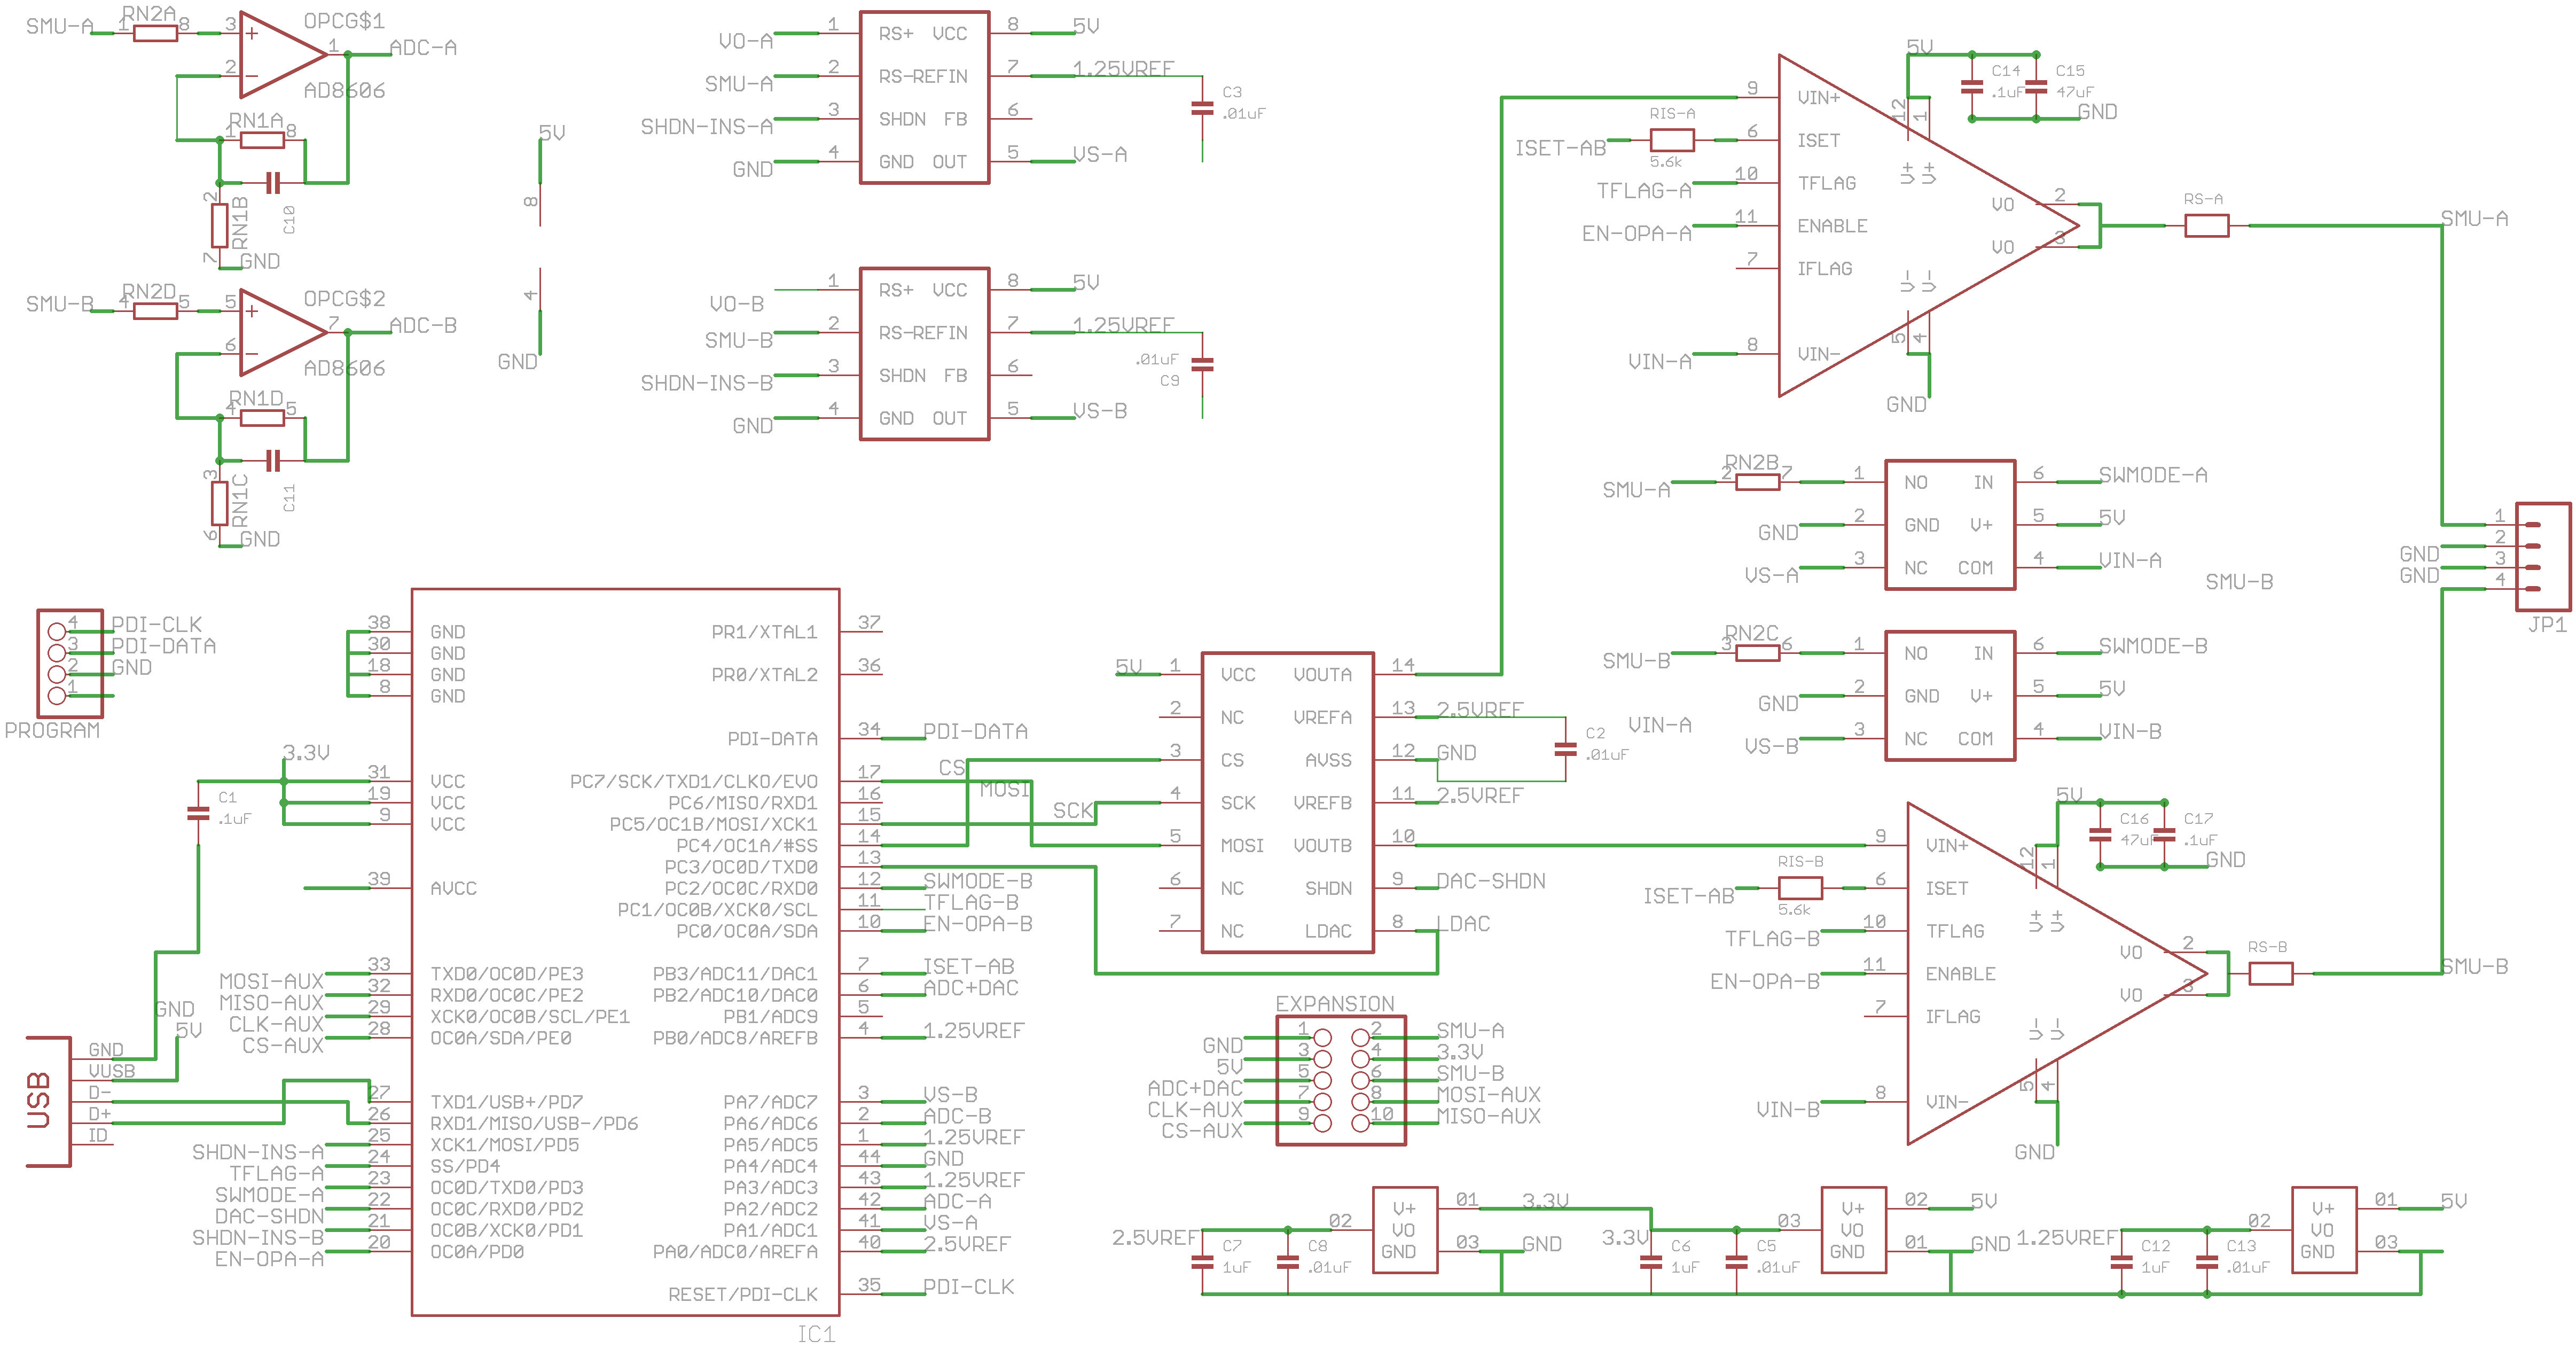 SMU-A
RN2A
1 8
3
2
1
OPCG$1
ADC-A
AD8606
RN1A
1 8
C10
2
RN1B
7
GND
SMU-B
RN2D
4 5
5
6
7
OPCG$2
ADC-B
AD8606
RN1D
4 5
C11
3
RN1C
6
GND
5V
8
4
GND
VO-A 1 RS+ VCC 8 5V
SMU-A 2 RS- REFIN 7 1.25VREF
SHDN-INS-A 3 SHDN FB 6
GND 4 GND OUT 5 VS-A
C3
.01uF
VO-B 1 RS+ VCC 8 5V
SMU-B 2 RS- REFIN 7 1.25VREF
SHDN-INS-B 3 SHDN FB 6
GND 4 GND OUT 5 VS-B
.01uF
C9
5V
C14
.1uF
C15
47uF
GND
9 VIN+
12 1
V+ V+
ISET-AB
RIS-A
5.6k
6 ISET
TFLAG-A 10 TFLAG
EN-OPA-A 11 ENABLE
7 IFLAG
VIN-A 8 VIN-
VO 2
VO 3
V- V-
5 4
GND
RS-A
SMU-A
SMU-A
RN2B
2 7
1 NO IN 6 SWMODE-A
GND 2 GND V+ 5 5V
VS-A 3 NC COM 4 VIN-A
SMU-B
SMU-B
RN2C
3 6
1 NO IN 6 SWMODE-B
GND 2 GND V+ 5 5V
VS-B 3 NC COM 4 VIN-B
1
GND 2
GND 3
4
JP1
4 PDI-CLK
3 PDI-DATA
2 GND
1
PROGRAM
3.3V
C1
.1uF
38 GND
30 GND
18 GND
8 GND
31 VCC
19 VCC
9 VCC
39 AVCC
MOSI-AUX 33 TXD0/OC0D/PE3
MISO-AUX 32 RXD0/OC0C/PE2
CLK-AUX 29 XCK0/OC0B/SCL/PE1
CS-AUX 28 OC0A/SDA/PE0
27 TXD1/USB+/PD7
26 RXD1/MISO/USB-/PD6
SHDN-INS-A 25 XCK1/MOSI/PD5
TFLAG-A 24 SS/PD4
SWMODE-A 23 OC0D/TXD0/PD3
DAC-SHDN 22 OC0C/RXD0/PD2
SHDN-INS-B 21 OC0B/XCK0/PD1
EN-OPA-A 20 OC0A/PD0
PR1/XTAL1 37
PR0/XTAL2 36
PDI-DATA 34 PDI-DATA
PC7/SCK/TXD1/CLKO/EVO 17
PC6/MISO/RXD1 16
PC5/OC1B/MOSI/XCK1 15
PC4/OC1A/#SS 14
PC3/OC0D/TXD0 13
PC2/OC0C/RXD0 12 SWMODE-B
PC1/OC0B/XCK0/SCL 11 TFLAG-B
PC0/OC0A/SDA 10 EN-OPA-B
PB3/ADC11/DAC1 7 ISET-AB
PB2/ADC10/DAC0 6 ADC+DAC
PB1/ADC9 5
PB0/ADC8/AREFB 4 1.25VREF
PA7/ADC7 3 VS-B
PA6/ADC6 2 ADC-B
PA5/ADC5 1 1.25VREF
PA4/ADC4 44 GND
PA3/ADC3 43 1.25VREF
PA2/ADC2 42 ADC-A
PA1/ADC1 41 VS-A
PA0/ADC0/AREFA 40 2.5VREF
RESET/PDI-CLK 35 PDI-CLK
IC1
GND
5V
USB
GND
VUSB
D-
D+
ID
CS
MOSI
SCK
5V 1 VCC VOUTA 14
2 NC VREFA 13 2.5VREF
3 CS AVSS 12 GND
4 SCK VREFB 11 2.5VREF
5 MOSI VOUTB 10
6 NC SHDN 9 DAC-SHDN
7 NC LDAC 8 LDAC
C2
.01uF
VIN-A
EXPANSION
GND 1 2 SMU-A
5V 3 4 3.3V
ADC+DAC 5 6 SMU-B
CLK-AUX 7 8 MOSI-AUX
CS-AUX 9 10 MISO-AUX
5V
C16
47uF
C17
.1uF
GND
9 VIN+
12 1
V+ V+
ISET-AB
RIS-B
5.6k
6 ISET
TFLAG-B 10 TFLAG
EN-OPA-B 11 ENABLE
7 IFLAG
VIN-B 8 VIN-
VO 2
VO 3
V- V-
5 4
GND
RS-B
SMU-B
2.5VREF
C7
1uF
C8
.01uF
02
V+ 01
VO
GND 03 GND
3.3V
3.3V
C6
1uF
C5
.01uF
03
V+ 02 5V
VO
GND 01 GND
1.25VREF
C12
1uF
C13
.01uF
02
V+ 01 5V
VO
GND 03